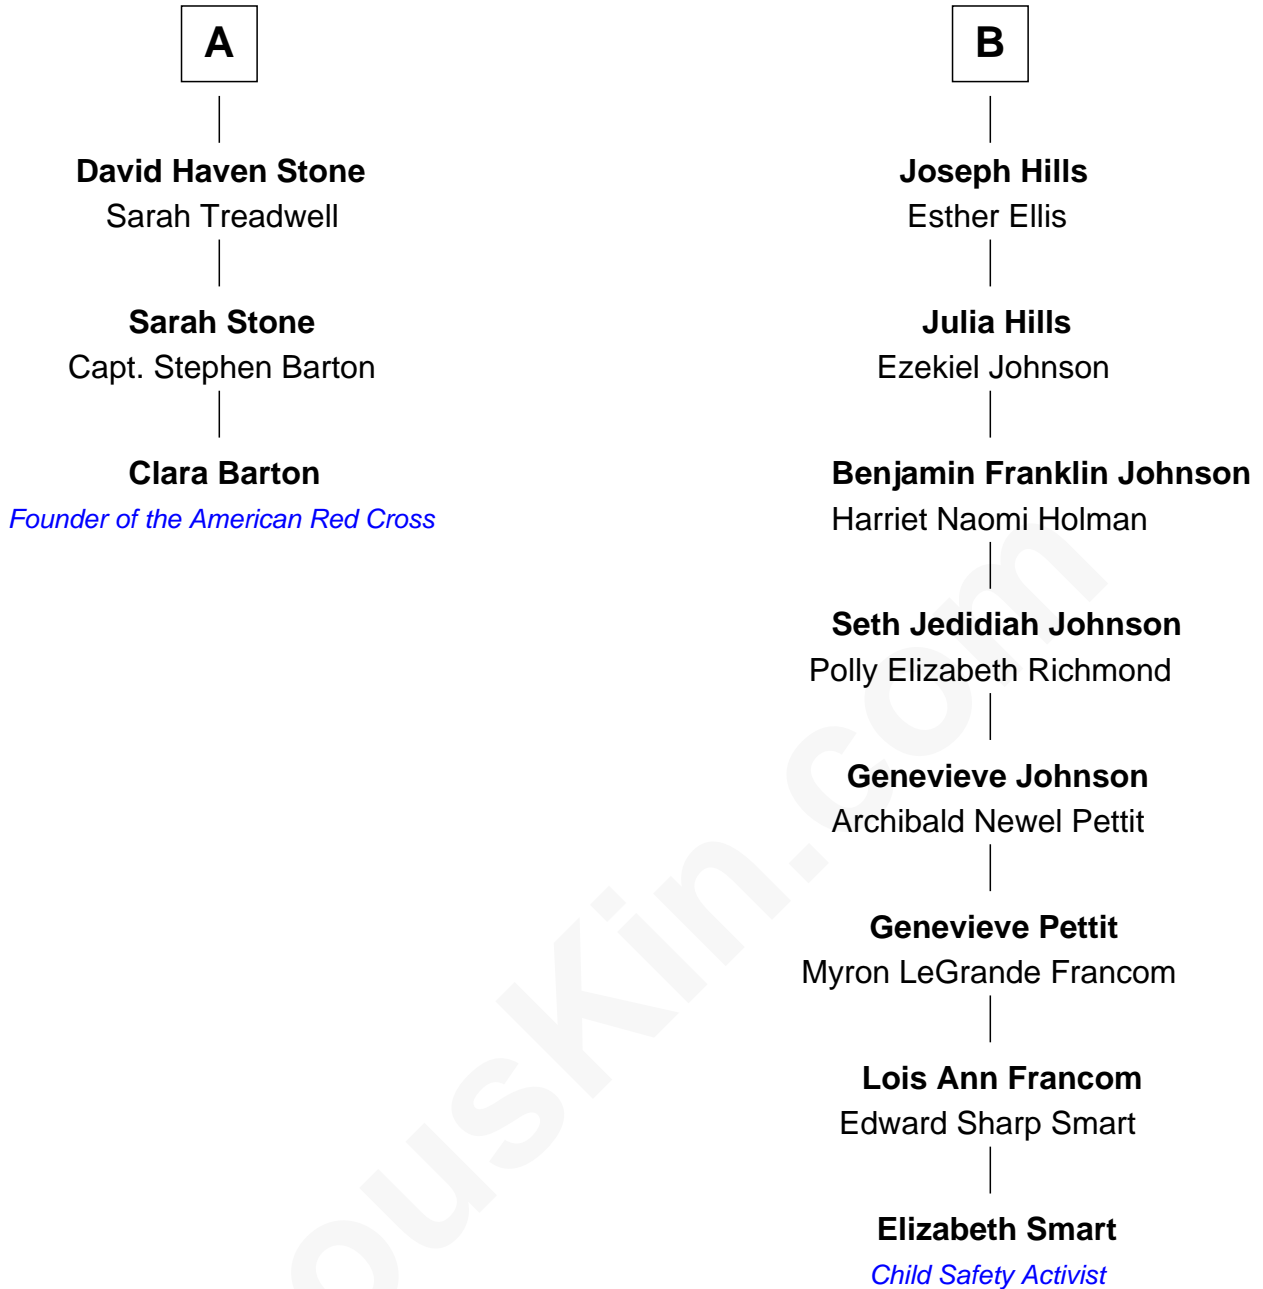 A
David Haven Stone
Sarah Treadwell
Sarah Stone
Capt. Stephen Barton
Clara Barton
Founder of the American Red Cross
B
Joseph Hills
Esther Ellis
Julia Hills
Ezekiel Johnson
Benjamin Franklin Johnson
Harriet Naomi Holman
Seth Jedidiah Johnson
Polly Elizabeth Richmond
Genevieve Johnson
Archibald Newel Pettit
Genevieve Pettit
Myron LeGrande Francom
Lois Ann Francom
Edward Sharp Smart
Elizabeth Smart
Child Safety Activist
ousKin.com